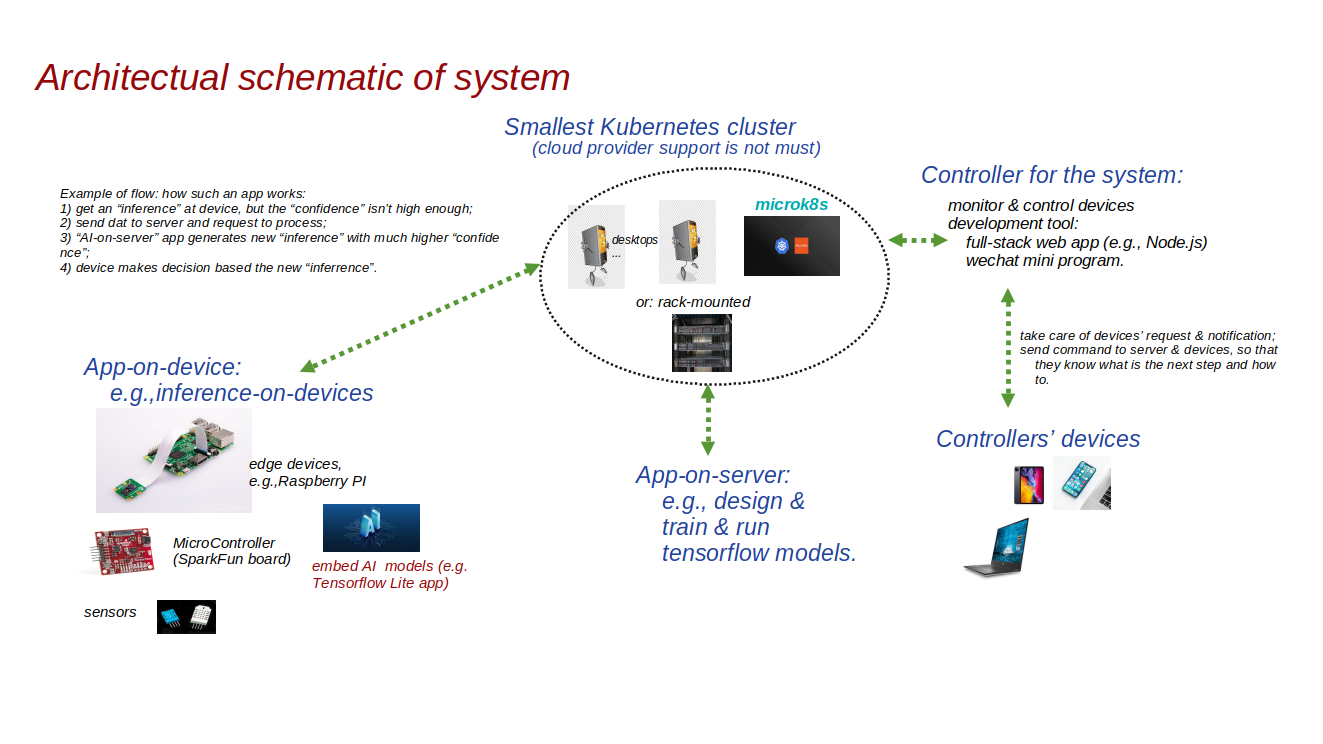 Architectual schematic of system
Smallest Kubernetes cluster
(cloud provider support is not must)
Example of flow: how such an app works:
1) get an “inference” at device, but the “confidence” isn’t high enough;
2) send dat to server and request to process;
3) “AI-on-server” app generates new “inference” with much higher “confide
nce”;
4) device makes decision based the new “inferrence”.
microk8s
desktops
...
or: rack-mounted
Controller for the system:
monitor & control devices
development tool:
full-stack web app (e.g., Node.js)
wechat mini program.
take care of devices’ request & notification;
send command to server & devices, so that
they know what is the next step and how
to.
App-on-device:
e.g.,inference-on-devices
edge devices,
e.g.,Raspberry PI
MicroController
(SparkFun board)
AI
embed AI  models (e.g.
Tensorflow Lite app)
sensors
App-on-server:
e.g., design &
train & run
tensorflow models.
Controllers’ devices